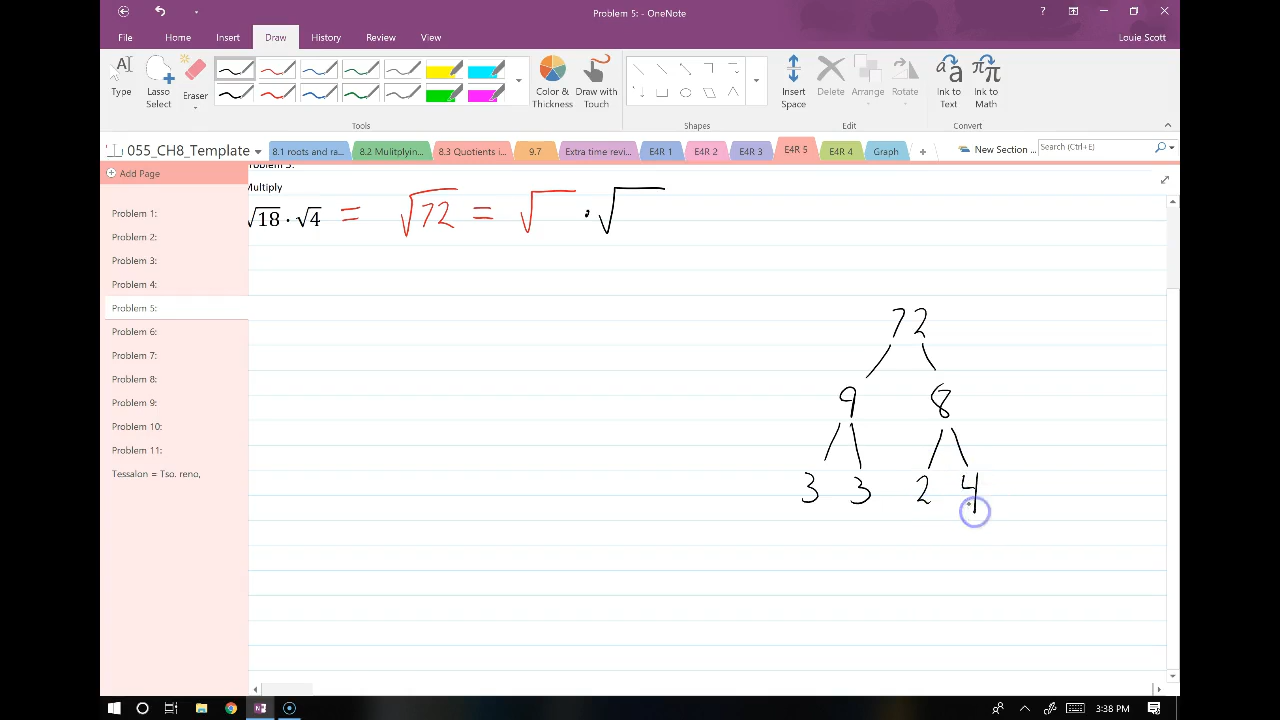 Problem 5: - OneNote
?
File Home Insert Draw History Review View
Louie Scott
Type
Lasso Select
Eraser
Color & Thickness
Draw with Touch
Insert Space
Delete
Arrange
Rotate
Ink to Text
Ink to Math
Tools
Shapes
Edit
Convert
055_CH8_Template
8.1 roots and ra...
8.2 Mulitplyin...
8.3 Quotients i...
9.7
Extra time revi...
E4R 1
E4R 2
E4R 3
E4R 5
E4R 4
Graph
New Section ...
Search (Ctrl+E)
Add Page
Problem 1:
Problem 2:
Problem 3:
Problem 4:
Problem 5:
Problem 6:
Problem 7:
Problem 8:
Problem 9:
Problem 10:
Problem 11:
Tessalon = Tso. reno,
Multiply
√18 · √4 = √72 = √ · √
72
9 8
3 3 2 4
3:38 PM